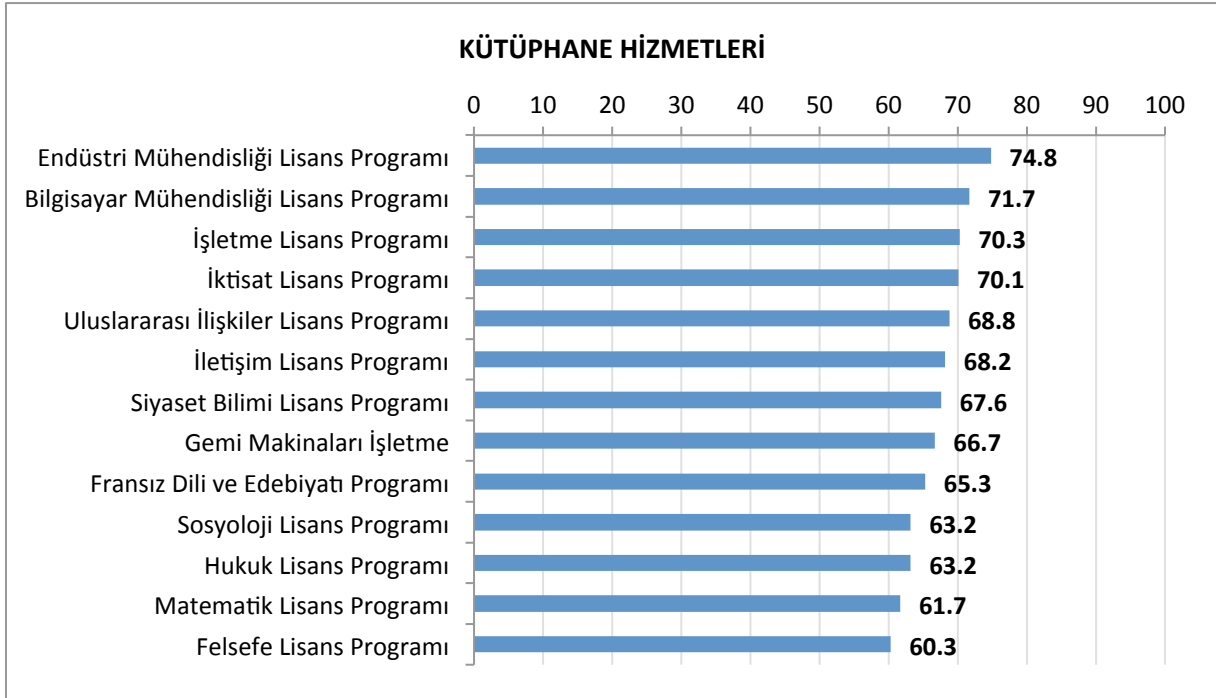 KÜTÜPHANE HİZMETLERİ
0 10 20 30 40 50 60 70 80 90 100
Endüstri Mühendisliği Lisans Programı 74.8
Bilgisayar Mühendisliği Lisans Programı 71.7
İşletme Lisans Programı 70.3
İktisat Lisans Programı 70.1
Uluslararası İlişkiler Lisans Programı 68.8
İletişim Lisans Programı 68.2
Siyaset Bilimi Lisans Programı 67.6
Gemi Makinaları İşletme 66.7
Fransız Dili ve Edebiyatı Programı 65.3
Sosyoloji Lisans Programı 63.2
Hukuk Lisans Programı 63.2
Matematik Lisans Programı 61.7
Felsefe Lisans Programı 60.3